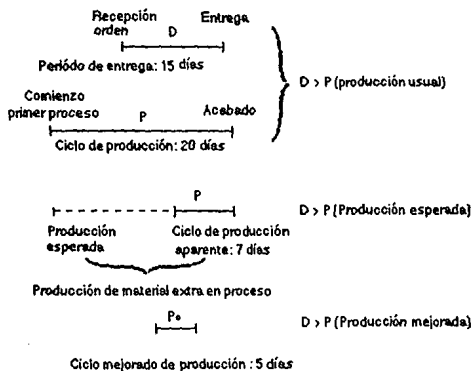 Recepción Entrega
orden D
Periódo de entrega: 15 días
D > P (producción usual)
Comienzo
primer proceso P Acabado
Ciclo de producción: 20 días
P
D > P (Producción esperada)
Producción Ciclo de producción
esperada aparente: 7 días
Producción de material extra en proceso
Po
D > P (Producción mejorada)
Ciclo mejorado de producción : 5 días